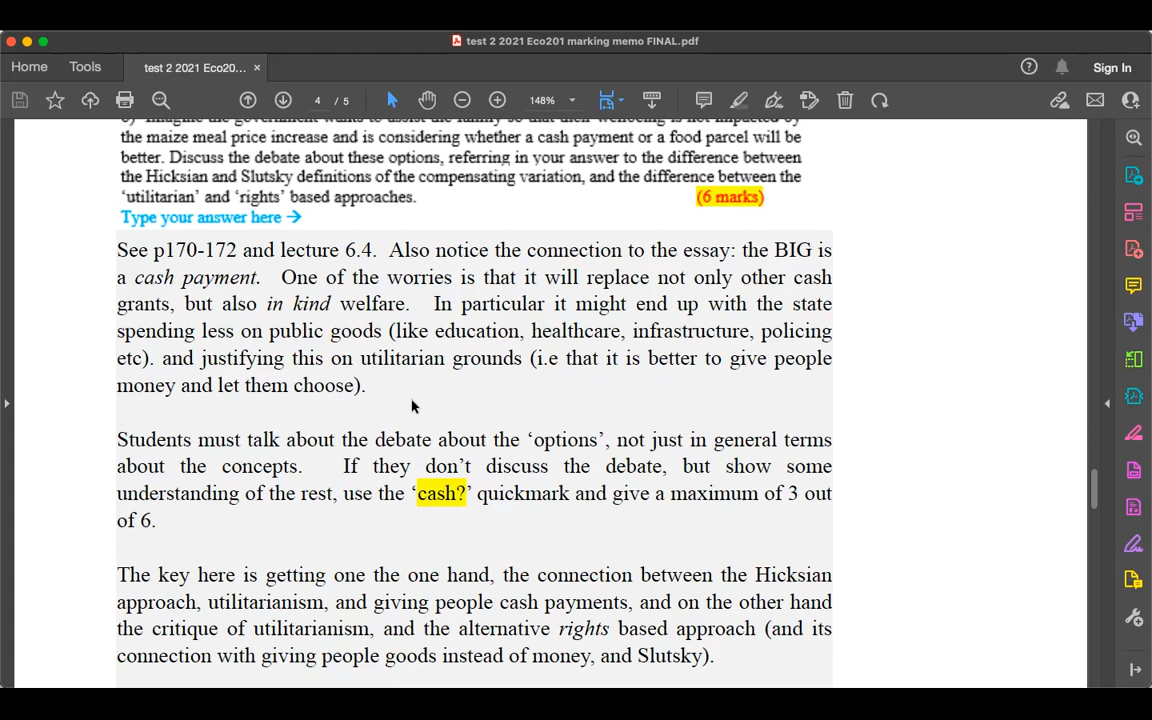 test 2 2021 Eco201 marking memo FINAL.pdf
Home Tools test 2 2021 Eco20... × Sign In
4 / 5 148%
the maize meal price increase and is considering whether a cash payment or a food parcel will be
better. Discuss the debate about these options, referring in your answer to the difference between
the Hicksian and Slutsky definitions of the compensating variation, and the difference between the
‘utilitarian’ and ‘rights’ based approaches. (6 marks)
Type your answer here →
See p170-172 and lecture 6.4. Also notice the connection to the essay: the BIG is
a cash payment. One of the worries is that it will replace not only other cash
grants, but also in kind welfare. In particular it might end up with the state
spending less on public goods (like education, healthcare, infrastructure, policing
etc). and justifying this on utilitarian grounds (i.e that it is better to give people
money and let them choose).
Students must talk about the debate about the ‘options’, not just in general terms
about the concepts. If they don’t discuss the debate, but show some
understanding of the rest, use the ‘cash?’ quickmark and give a maximum of 3 out
of 6.
The key here is getting one the one hand, the connection between the Hicksian
approach, utilitarianism, and giving people cash payments, and on the other hand
the critique of utilitarianism, and the alternative rights based approach (and its
connection with giving people goods instead of money, and Slutsky).